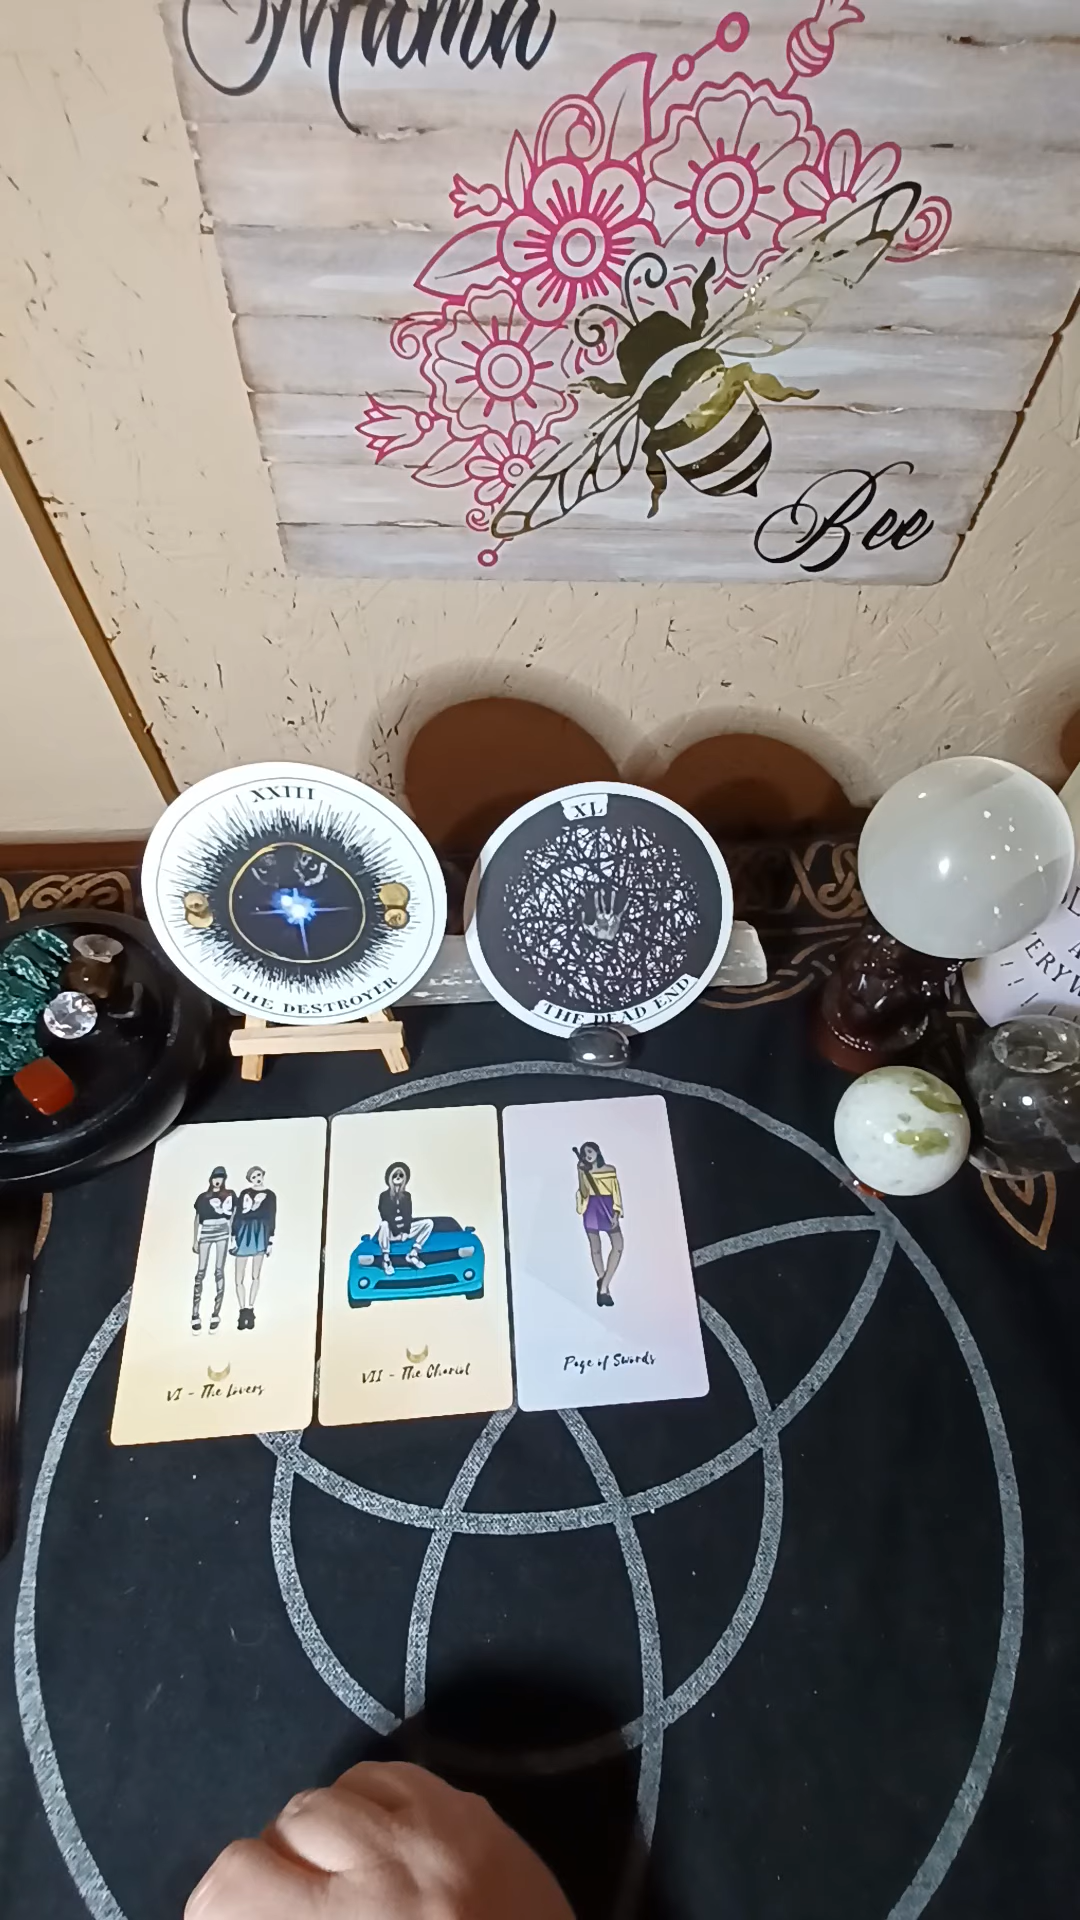 Mama
Bee
XXIII
THE DESTROYER
XL
THE DEAD END
VI - The Lovers
VII - The Chariot
Page of Swords